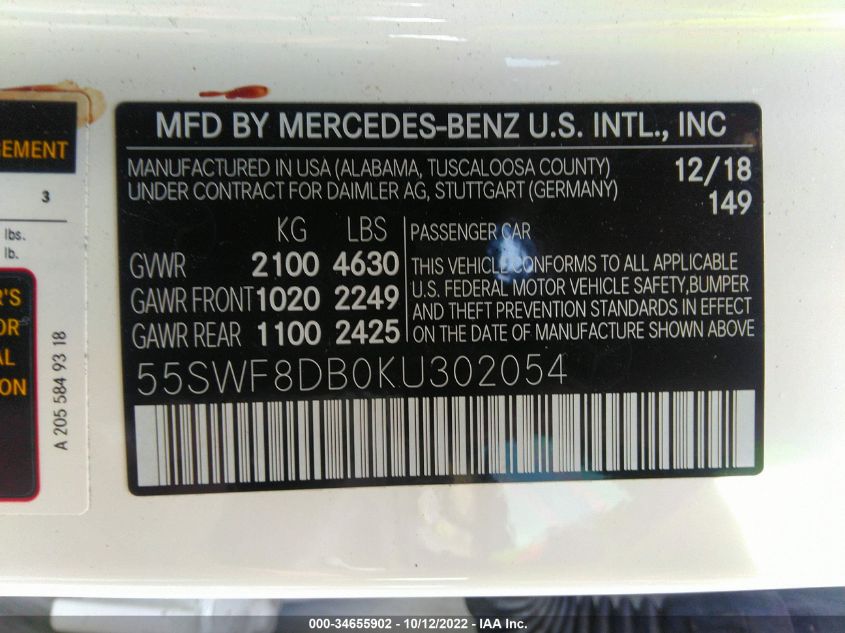 MFD BY MERCEDES-BENZ U.S. INTL., INC
MANUFACTURED IN USA (ALABAMA, TUSCALOOSA COUNTY) 12/18
UNDER CONTRACT FOR DAIMLER AG, STUTTGART (GERMANY) 149
KG LBS
GVWR 2100 4630
GAWR FRONT 1020 2249
GAWR REAR 1100 2425
PASSENGER CAR
THIS VEHICLE CONFORMS TO ALL APPLICABLE
U.S. FEDERAL MOTOR VEHICLE SAFETY, BUMPER
AND THEFT PREVENTION STANDARDS IN EFFECT
ON THE DATE OF MANUFACTURE SHOWN ABOVE
55SWF8DB0KU302054
EMENT
3
lbs.
lb.
R'S
OR
AL
ION
A 205 584 93 18
000-34655902 - 10/12/2022 - IAA Inc.